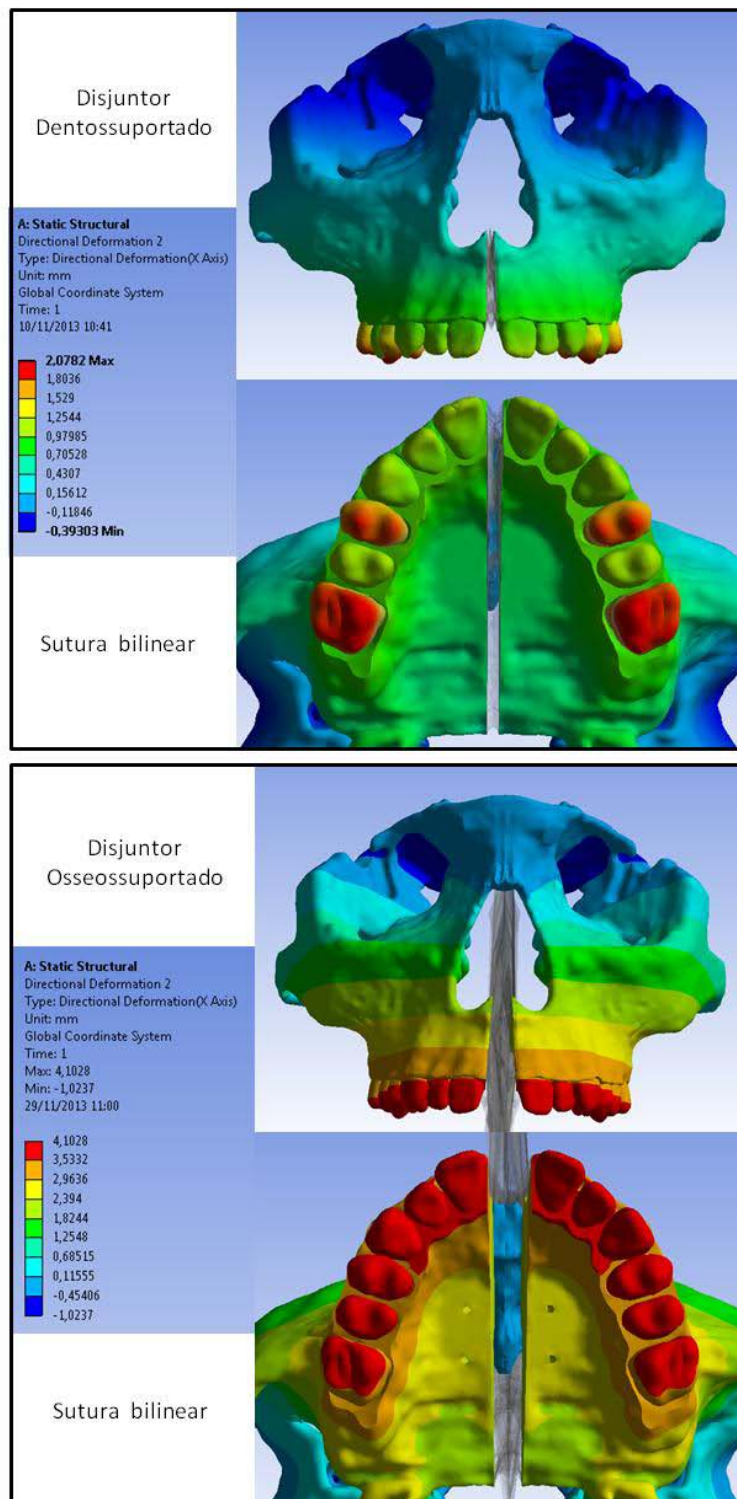 Disjuntor
Dentossuportado
A: Static Structural
Directional Deformation 2
Type: Directional Deformation(X Axis)
Unit: mm
Global Coordinate System
Time: 1
10/11/2013 10:41
2,0782 Max
1,8036
1,529
1,2544
0,97985
0,70528
0,4307
0,15612
-0,11846
-0,39303 Min
Sutura bilinear
Disjuntor
Osseossuportado
A: Static Structural
Directional Deformation 2
Type: Directional Deformation(X Axis)
Unit: mm
Global Coordinate System
Time: 1
Max: 4,1028
Min: -1,0237
29/11/2013 11:00
4,1028
3,5332
2,9636
2,394
1,8244
1,2548
0,68515
0,11555
-0,45406
-1,0237
Sutura bilinear